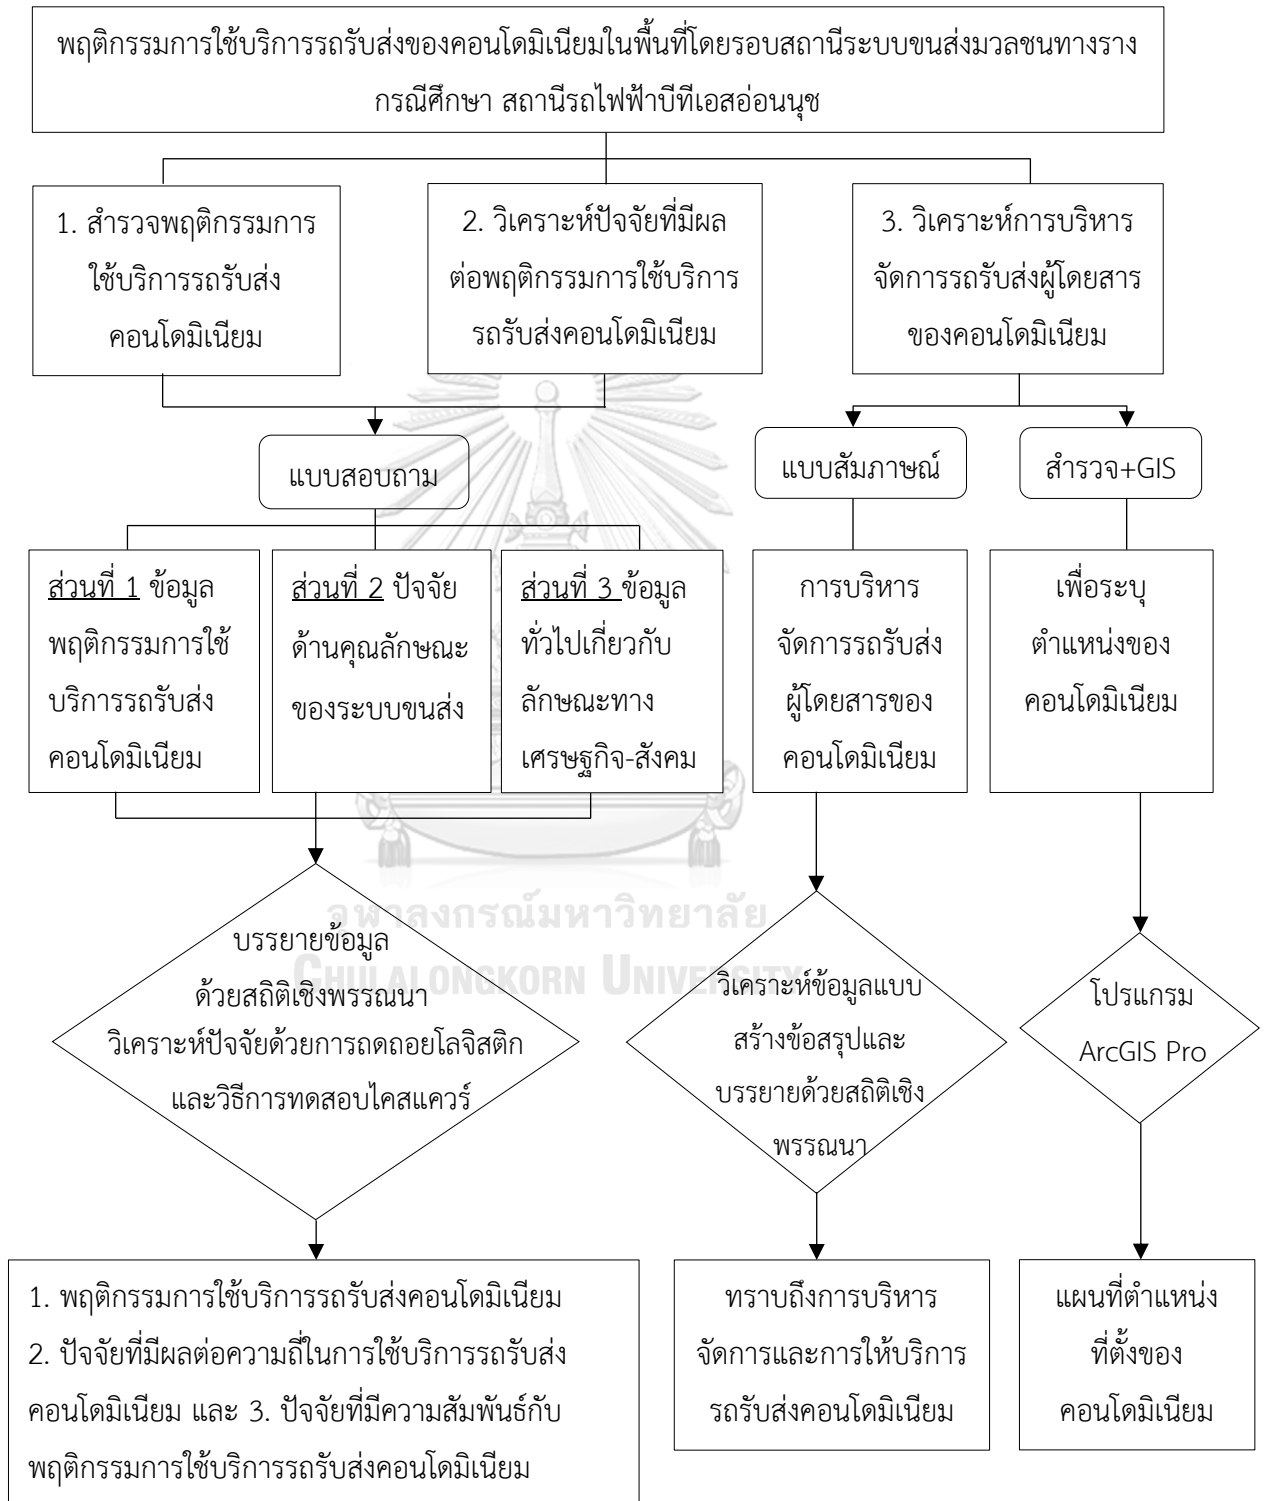 พฤติกรรมการใช้บริการรถรับส่งของคอนโดมิเนียมในพื้นที่โดยรอบสถานีระบบขนส่งมวลชนทางราง
กรณีศึกษา สถานีรถไฟฟ้าบีทีเอสอ่อนนุช
1. สำรวจพฤติกรรมการ
ใช้บริการรถรับส่ง
คอนโดมิเนียม
2. วิเคราะห์ปัจจัยที่มีผล
ต่อพฤติกรรมการใช้บริการ
รถรับส่งคอนโดมิเนียม
3. วิเคราะห์การบริหาร
จัดการรถรับส่งผู้โดยสาร
ของคอนโดมิเนียม
แบบสอบถาม
แบบสัมภาษณ์
สำรวจ+GIS
ส่วนที่ 1 ข้อมูล
พฤติกรรมการใช้
บริการรถรับส่ง
คอนโดมิเนียม
ส่วนที่ 2 ปัจจัย
ด้านคุณลักษณะ
ของระบบขนส่ง
ส่วนที่ 3 ข้อมูล
ทั่วไปเกี่ยวกับ
ลักษณะทาง
เศรษฐกิจ-สังคม
การบริหาร
จัดการรถรับส่ง
ผู้โดยสารของ
คอนโดมิเนียม
เพื่อระบุ
ตำแหน่งของ
คอนโดมิเนียม
จุฬาลงกรณ์มหาวิทยาลัย
CHULALONGKORN UNIVERSITY
บรรยายข้อมูล
ด้วยสถิติเชิงพรรณนา
วิเคราะห์ปัจจัยด้วยการถดถอยโลจิสติก
และวิธีการทดสอบไคสแควร์
วิเคราะห์ข้อมูลแบบ
สร้างข้อสรุปและ
บรรยายด้วยสถิติเชิง
พรรณนา
โปรแกรม
ArcGIS Pro
1. พฤติกรรมการใช้บริการรถรับส่งคอนโดมิเนียม
2. ปัจจัยที่มีผลต่อความถี่ในการใช้บริการรถรับส่ง
คอนโดมิเนียม และ 3. ปัจจัยที่มีความสัมพันธ์กับ
พฤติกรรมการใช้บริการรถรับส่งคอนโดมิเนียม
ทราบถึงการบริหาร
จัดการและการให้บริการ
รถรับส่งคอนโดมิเนียม
แผนที่ตำแหน่ง
ที่ตั้งของ
คอนโดมิเนียม